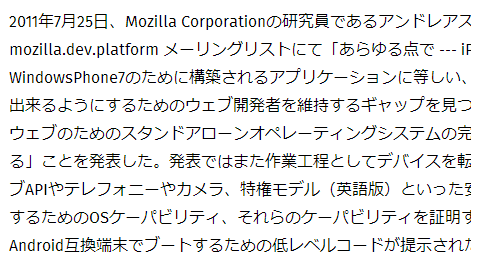 2011年7月25日、Mozilla Corporationの研究員であるアンドレアス
mozilla.dev.platform メーリングリストにて「あらゆる点で --- iP
WindowsPhone7のために構築されるアプリケーションに等しい、
出来るようにするためのウェブ開発者を維持するギャップを見つ
ウェブのためのスタンドアローンオペレーティングシステムの完
る」ことを発表した。発表ではまた作業工程としてデバイスを転
ブAPIやテレフォニーやカメラ、特権モデル（英語版）といった安
するためのOSケーパビリティ、それらのケーパビリティを証明す
Android互換端末でブートするための低レベルコードが提示された